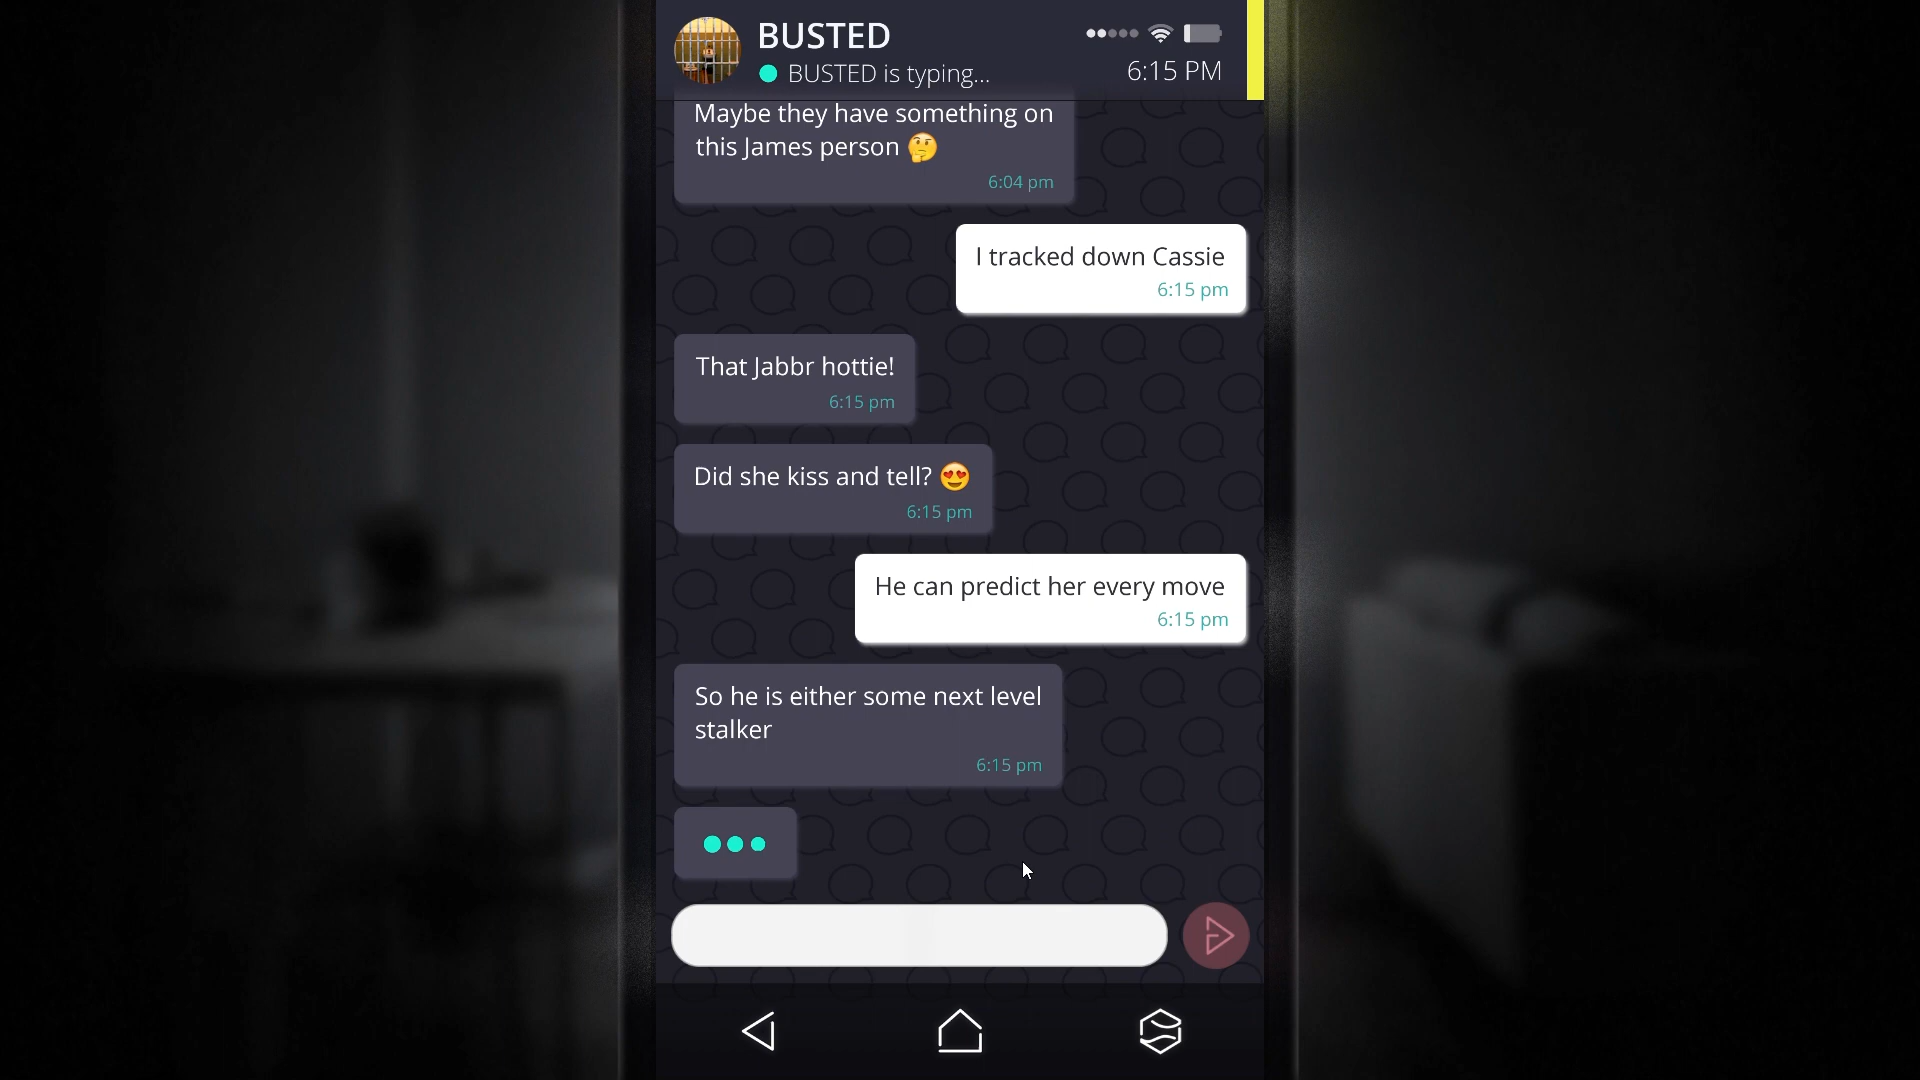 BUSTED
BUSTED is typing...
6:15 PM
Maybe they have something on
this James person 🤔
6:04 pm
I tracked down Cassie
6:15 pm
That Jabbr hottie!
6:15 pm
Did she kiss and tell? 😍
6:15 pm
He can predict her every move
6:15 pm
So he is either some next level
stalker
6:15 pm